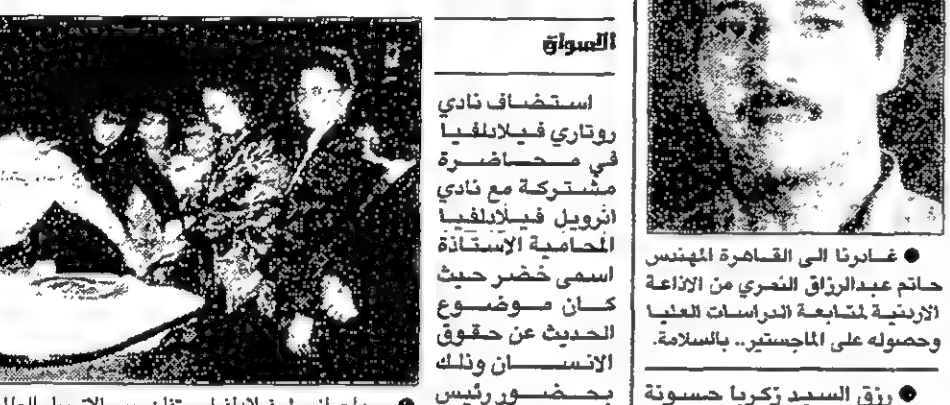 غادرنا الى القاهرة المهندس
حاتم عبدالرزاق النمري من الاذاعة
الاردنية لمتابعة الدراسات العليا
وحصوله على الماجستير.. بالسلامة.
رزق السيد زكريا حسونة
السواق
استضاف نادي
روتاري فيلادلفيا
في محاضرة
مشتركة مع نادي
انرويل فيلادلفيا
المحامية الاستاذة
اسمى خضر حيث
كان موضوع
الحديث عن حقوق
الانسان وذلك
بحضور رئيس